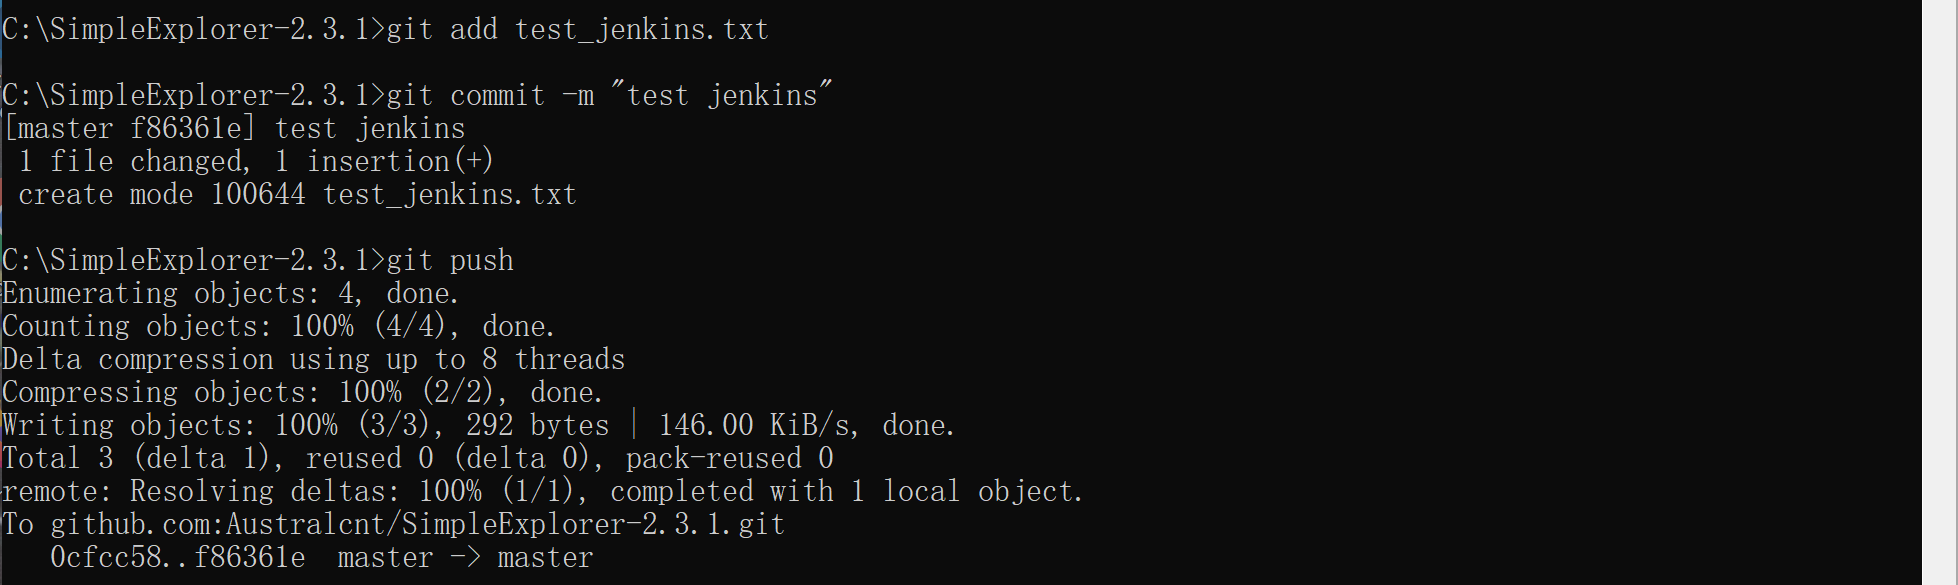 C:\SimpleExplorer-2.3.1>git add test_jenkins.txt
C:\SimpleExplorer-2.3.1>git commit -m "test jenkins"
[master f86361e] test jenkins
1 file changed, 1 insertion(+)
create mode 100644 test_jenkins.txt
C:\SimpleExplorer-2.3.1>git push
Enumerating objects: 4, done.
Counting objects: 100% (4/4), done.
Delta compression using up to 8 threads
Compressing objects: 100% (2/2), done.
Writing objects: 100% (3/3), 292 bytes | 146.00 KiB/s, done.
Total 3 (delta 1), reused 0 (delta 0), pack-reused 0
remote: Resolving deltas: 100% (1/1), completed with 1 local object.
To github.com:Australcnt/SimpleExplorer-2.3.1.git
0cfcc58..f86361e  master -> master